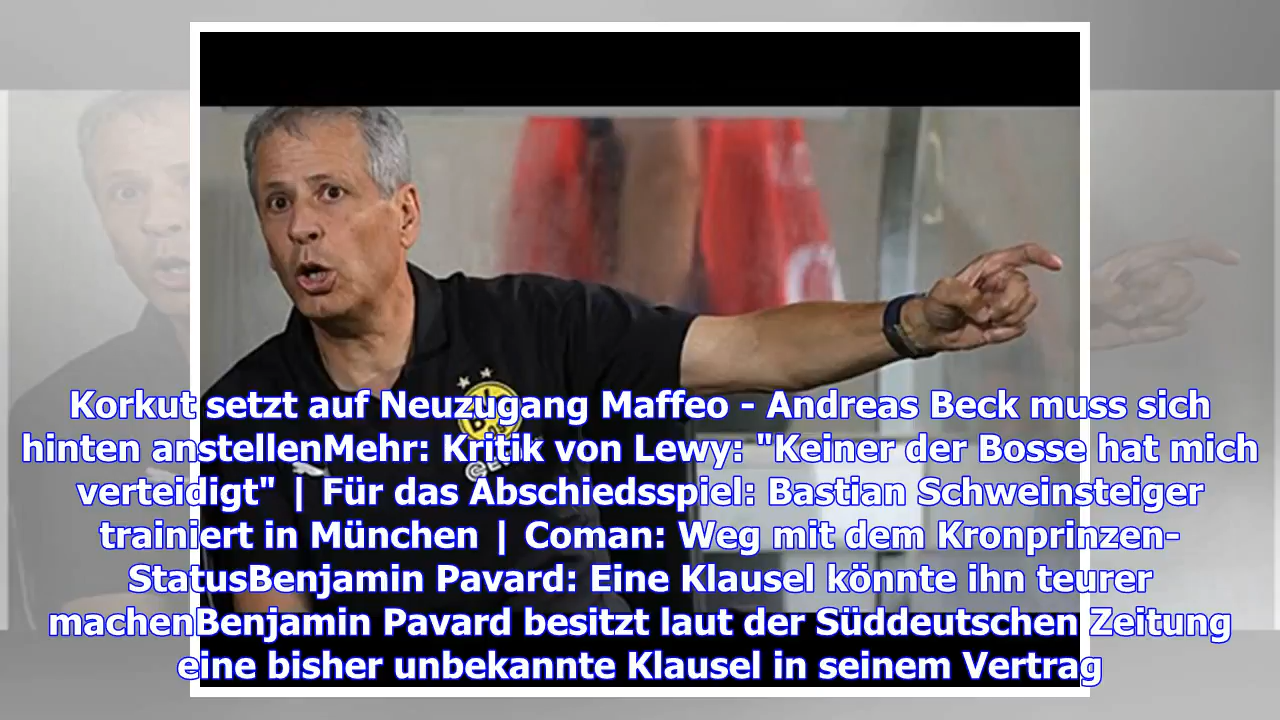 Korkut setzt auf Neuzugang Maffeo - Andreas Beck muss sich
hinten anstellenMehr: Kritik von Lewy: "Keiner der Bosse hat mich
verteidigt" | Für das Abschiedsspiel: Bastian Schweinsteiger
trainiert in München | Coman: Weg mit dem Kronprinzen-
StatusBenjamin Pavard: Eine Klausel könnte ihn teurer
machenBenjamin Pavard besitzt laut der Süddeutschen Zeitung
eine bisher unbekannte Klausel in seinem Vertrag